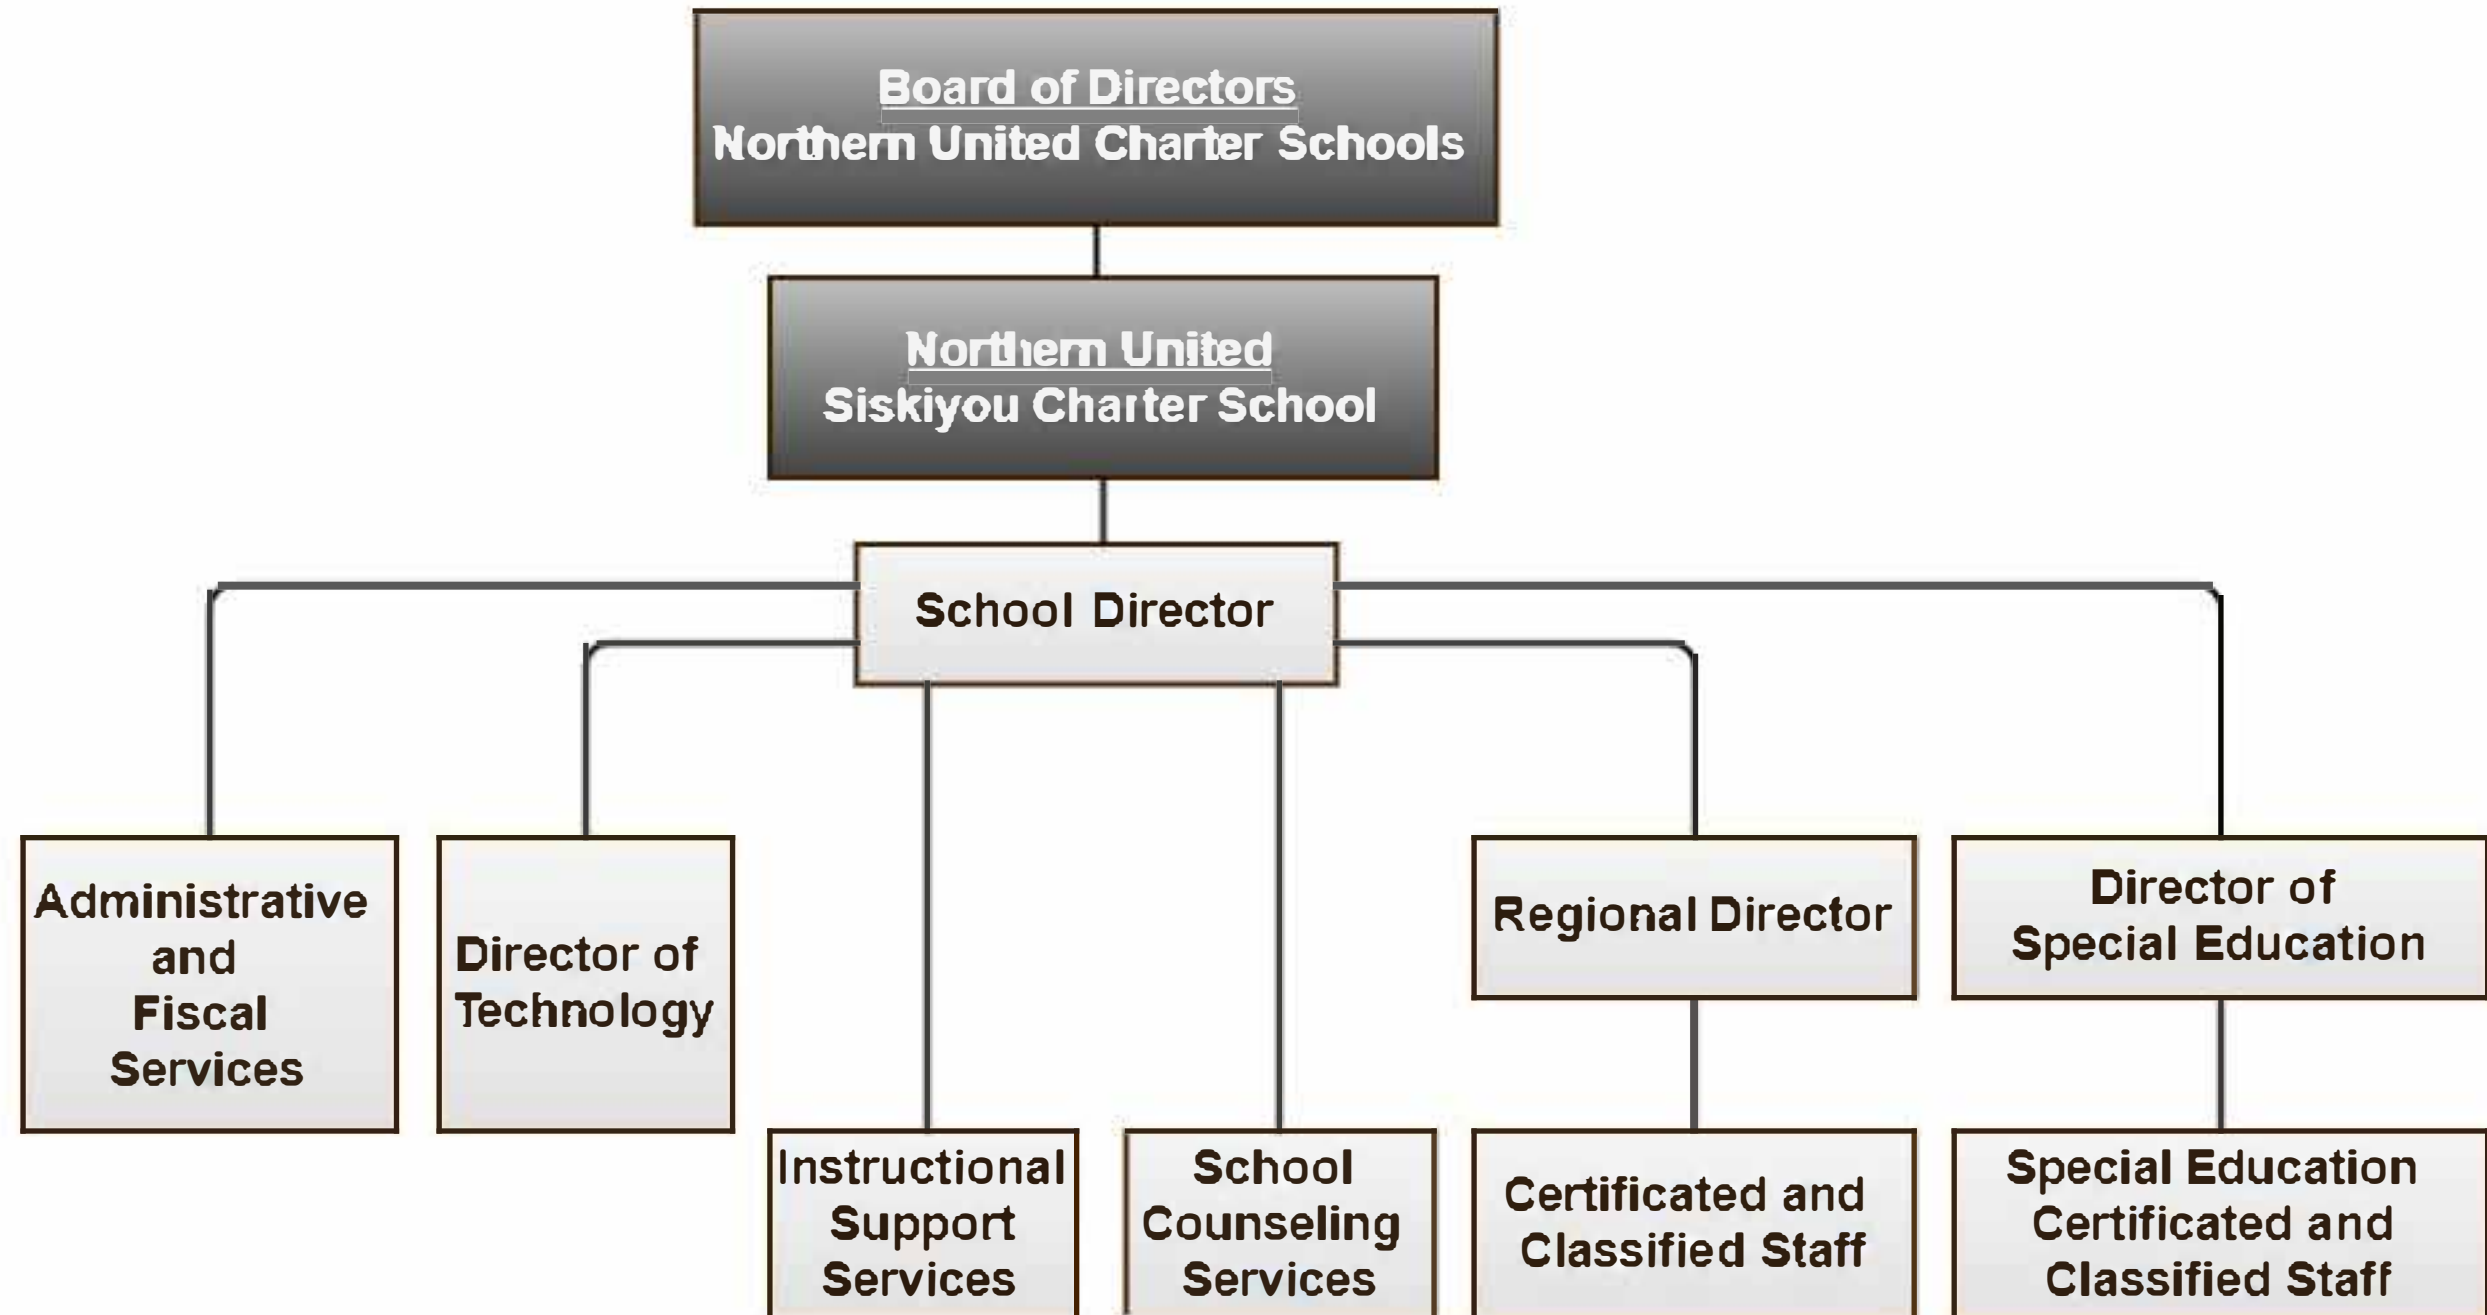 Board of Directors
Northern United Charter Schools
Northern United
Siskiyou Charter School
School Director
Administrative
and
Fiscal
Services
Director of
Technology
Regional Director
Director of
Special Education
Instructional
Support
Services
School
Counseling
Services
Certificated and
Classified Staff
Special Education
Certificated and
Classified Staff